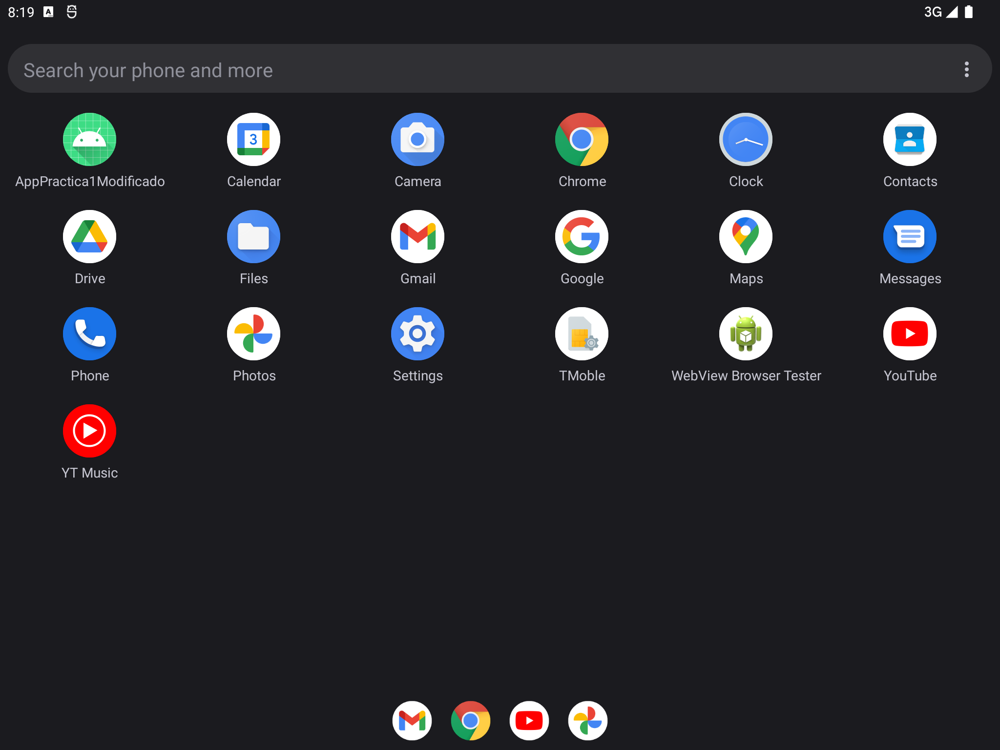 8:19 3G
Search your phone and more
AppPractica1Modificado Calendar Camera Chrome Clock Contacts
Drive Files Gmail Google Maps Messages
Phone Photos Settings TMoble WebView Browser Tester YouTube
YT Music